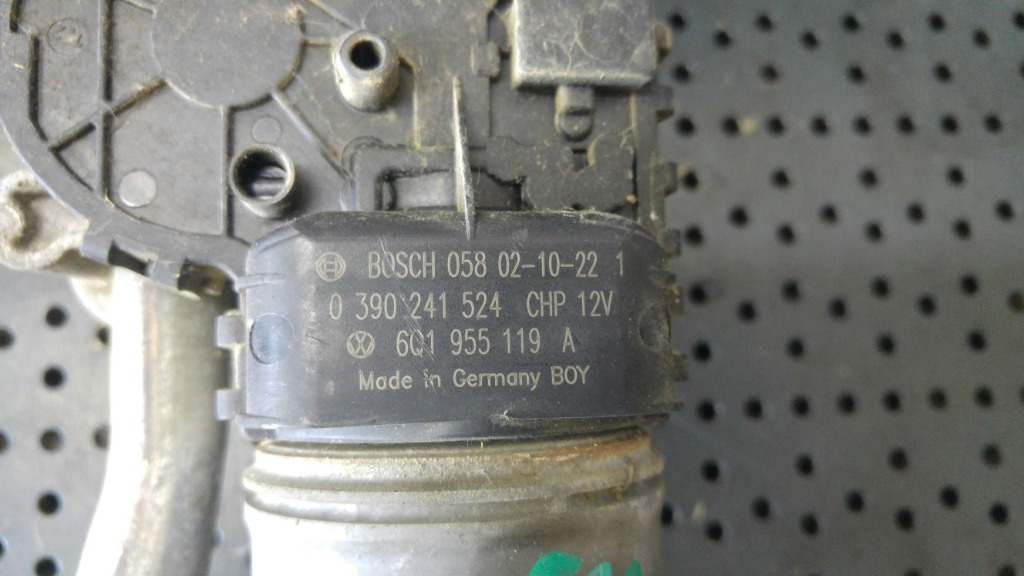 BOSCH 058 02-10-22 1
0 390 241 524 CHP 12V
6Q1 955 119 A
Made in Germany BOY